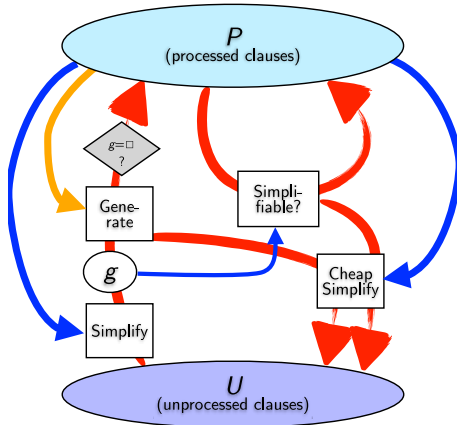 P
(processed clauses)
g=□
?
Gene-
rate
Simpli-
fiable?
g
Cheap
Simplify
Simplify
U
(unprocessed clauses)